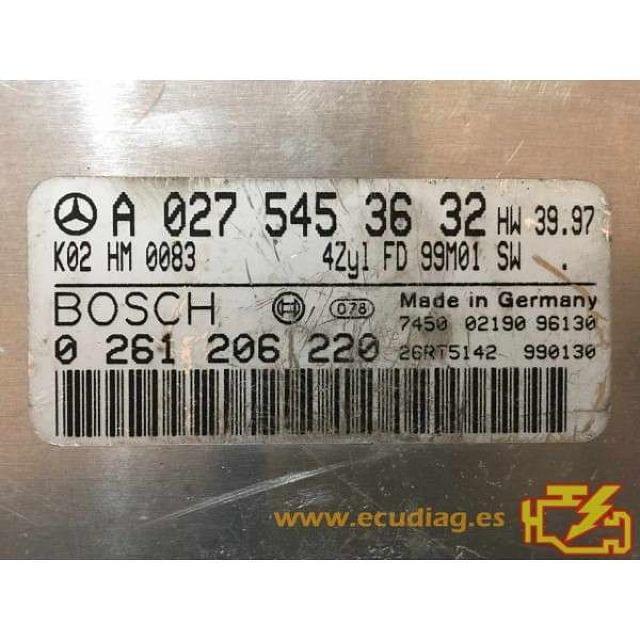 A 027 545 36 32 HW 39.97
K02 HM 0083 4Zyl FD 99M01 SW .
BOSCH 078 Made in Germany
7450 02190 96130
0 261 206 220 26RT5142 990130
www.ecudiag.es